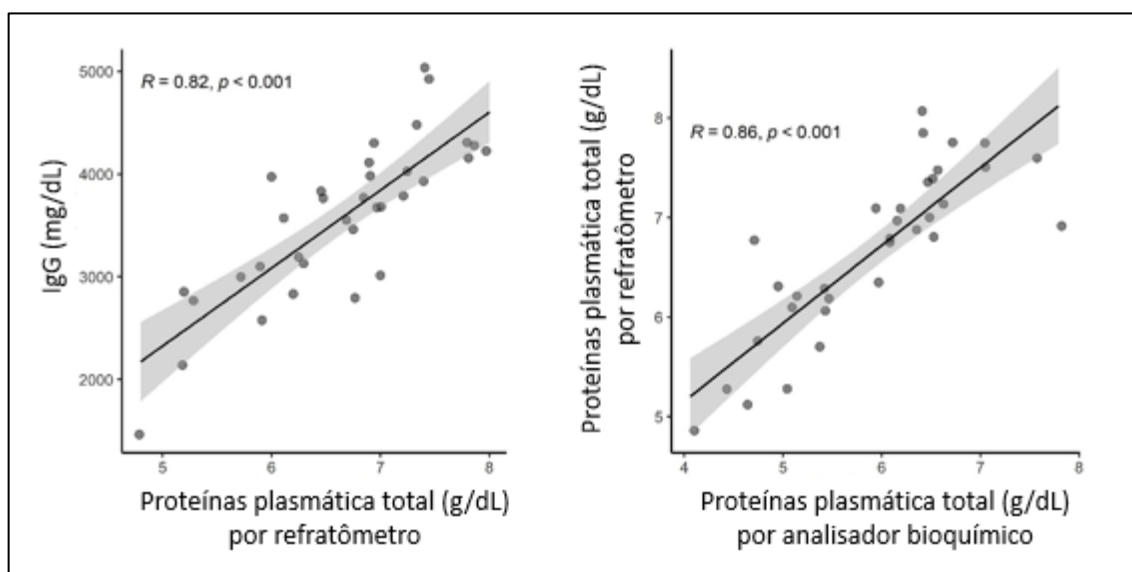 R = 0.82, p < 0.001
IgG (mg/dL)
5000
4000
3000
2000
5
6
7
8
Proteínas plasmática total (g/dL)
por refratômetro
R = 0.86, p < 0.001
Proteínas plasmática total (g/dL)
por refratômetro
8
7
6
5
4
5
6
7
8
Proteínas plasmática total (g/dL)
por analisador bioquímico